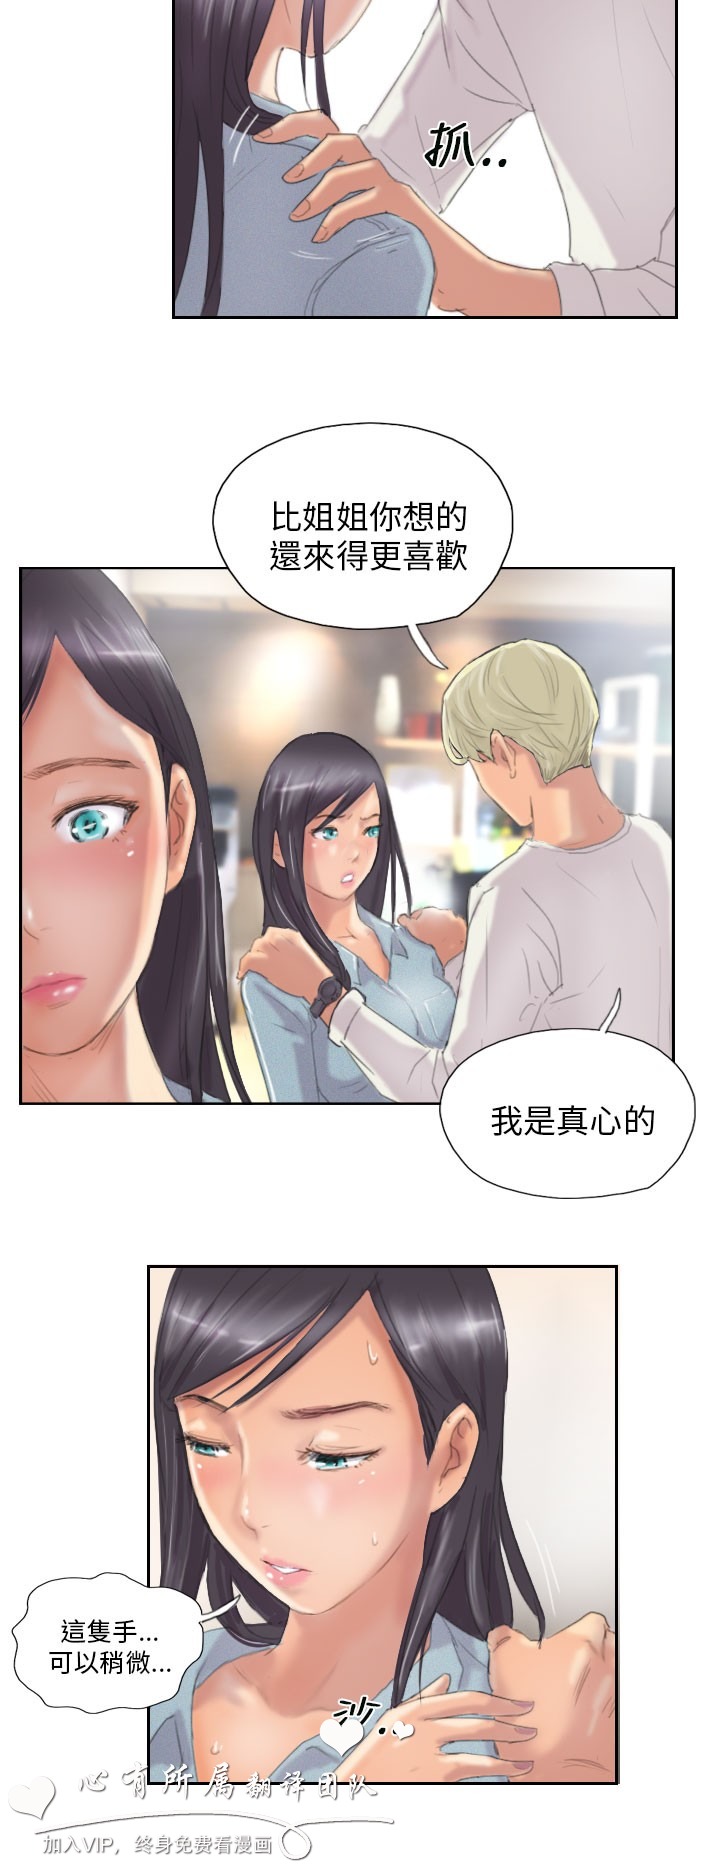 抓..
比姐姐你想的
還來得更喜歡
我是真心的
這隻手...
可以稍微...
沙..
心有所属翻译团队
加入VIP，终身免费看漫画